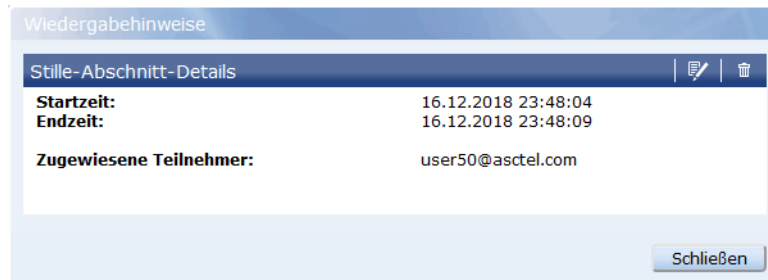 Wiedergabehinweise
Stille-Abschnitt-Details
Startzeit: 16.12.2018 23:48:04
Endzeit: 16.12.2018 23:48:09
Zugewiesene Teilnehmer: user50@asctel.com
Schließen